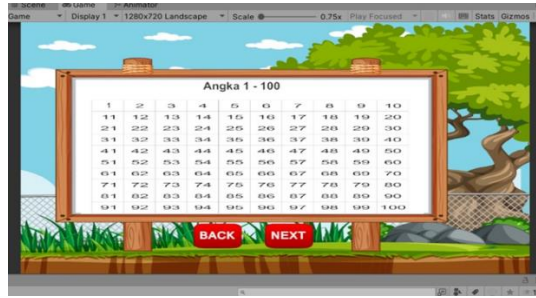 Scene Game Animator
Game Display 1 1280x720 Landscape Scale 0.75x Play Focused Stats Gizmos
Angka 1 - 100
1 2 3 4 5 6 7 8 9 10
11 12 13 14 15 16 17 18 19 20
21 22 23 24 25 26 27 28 29 30
31 32 33 34 35 36 37 38 39 40
41 42 43 44 45 46 47 48 49 50
51 52 53 54 55 56 57 58 59 60
61 62 63 64 65 66 67 68 69 70
71 72 73 74 75 76 77 78 79 80
81 82 83 84 85 86 87 88 89 90
91 92 93 94 95 96 97 98 99 100
BACK NEXT